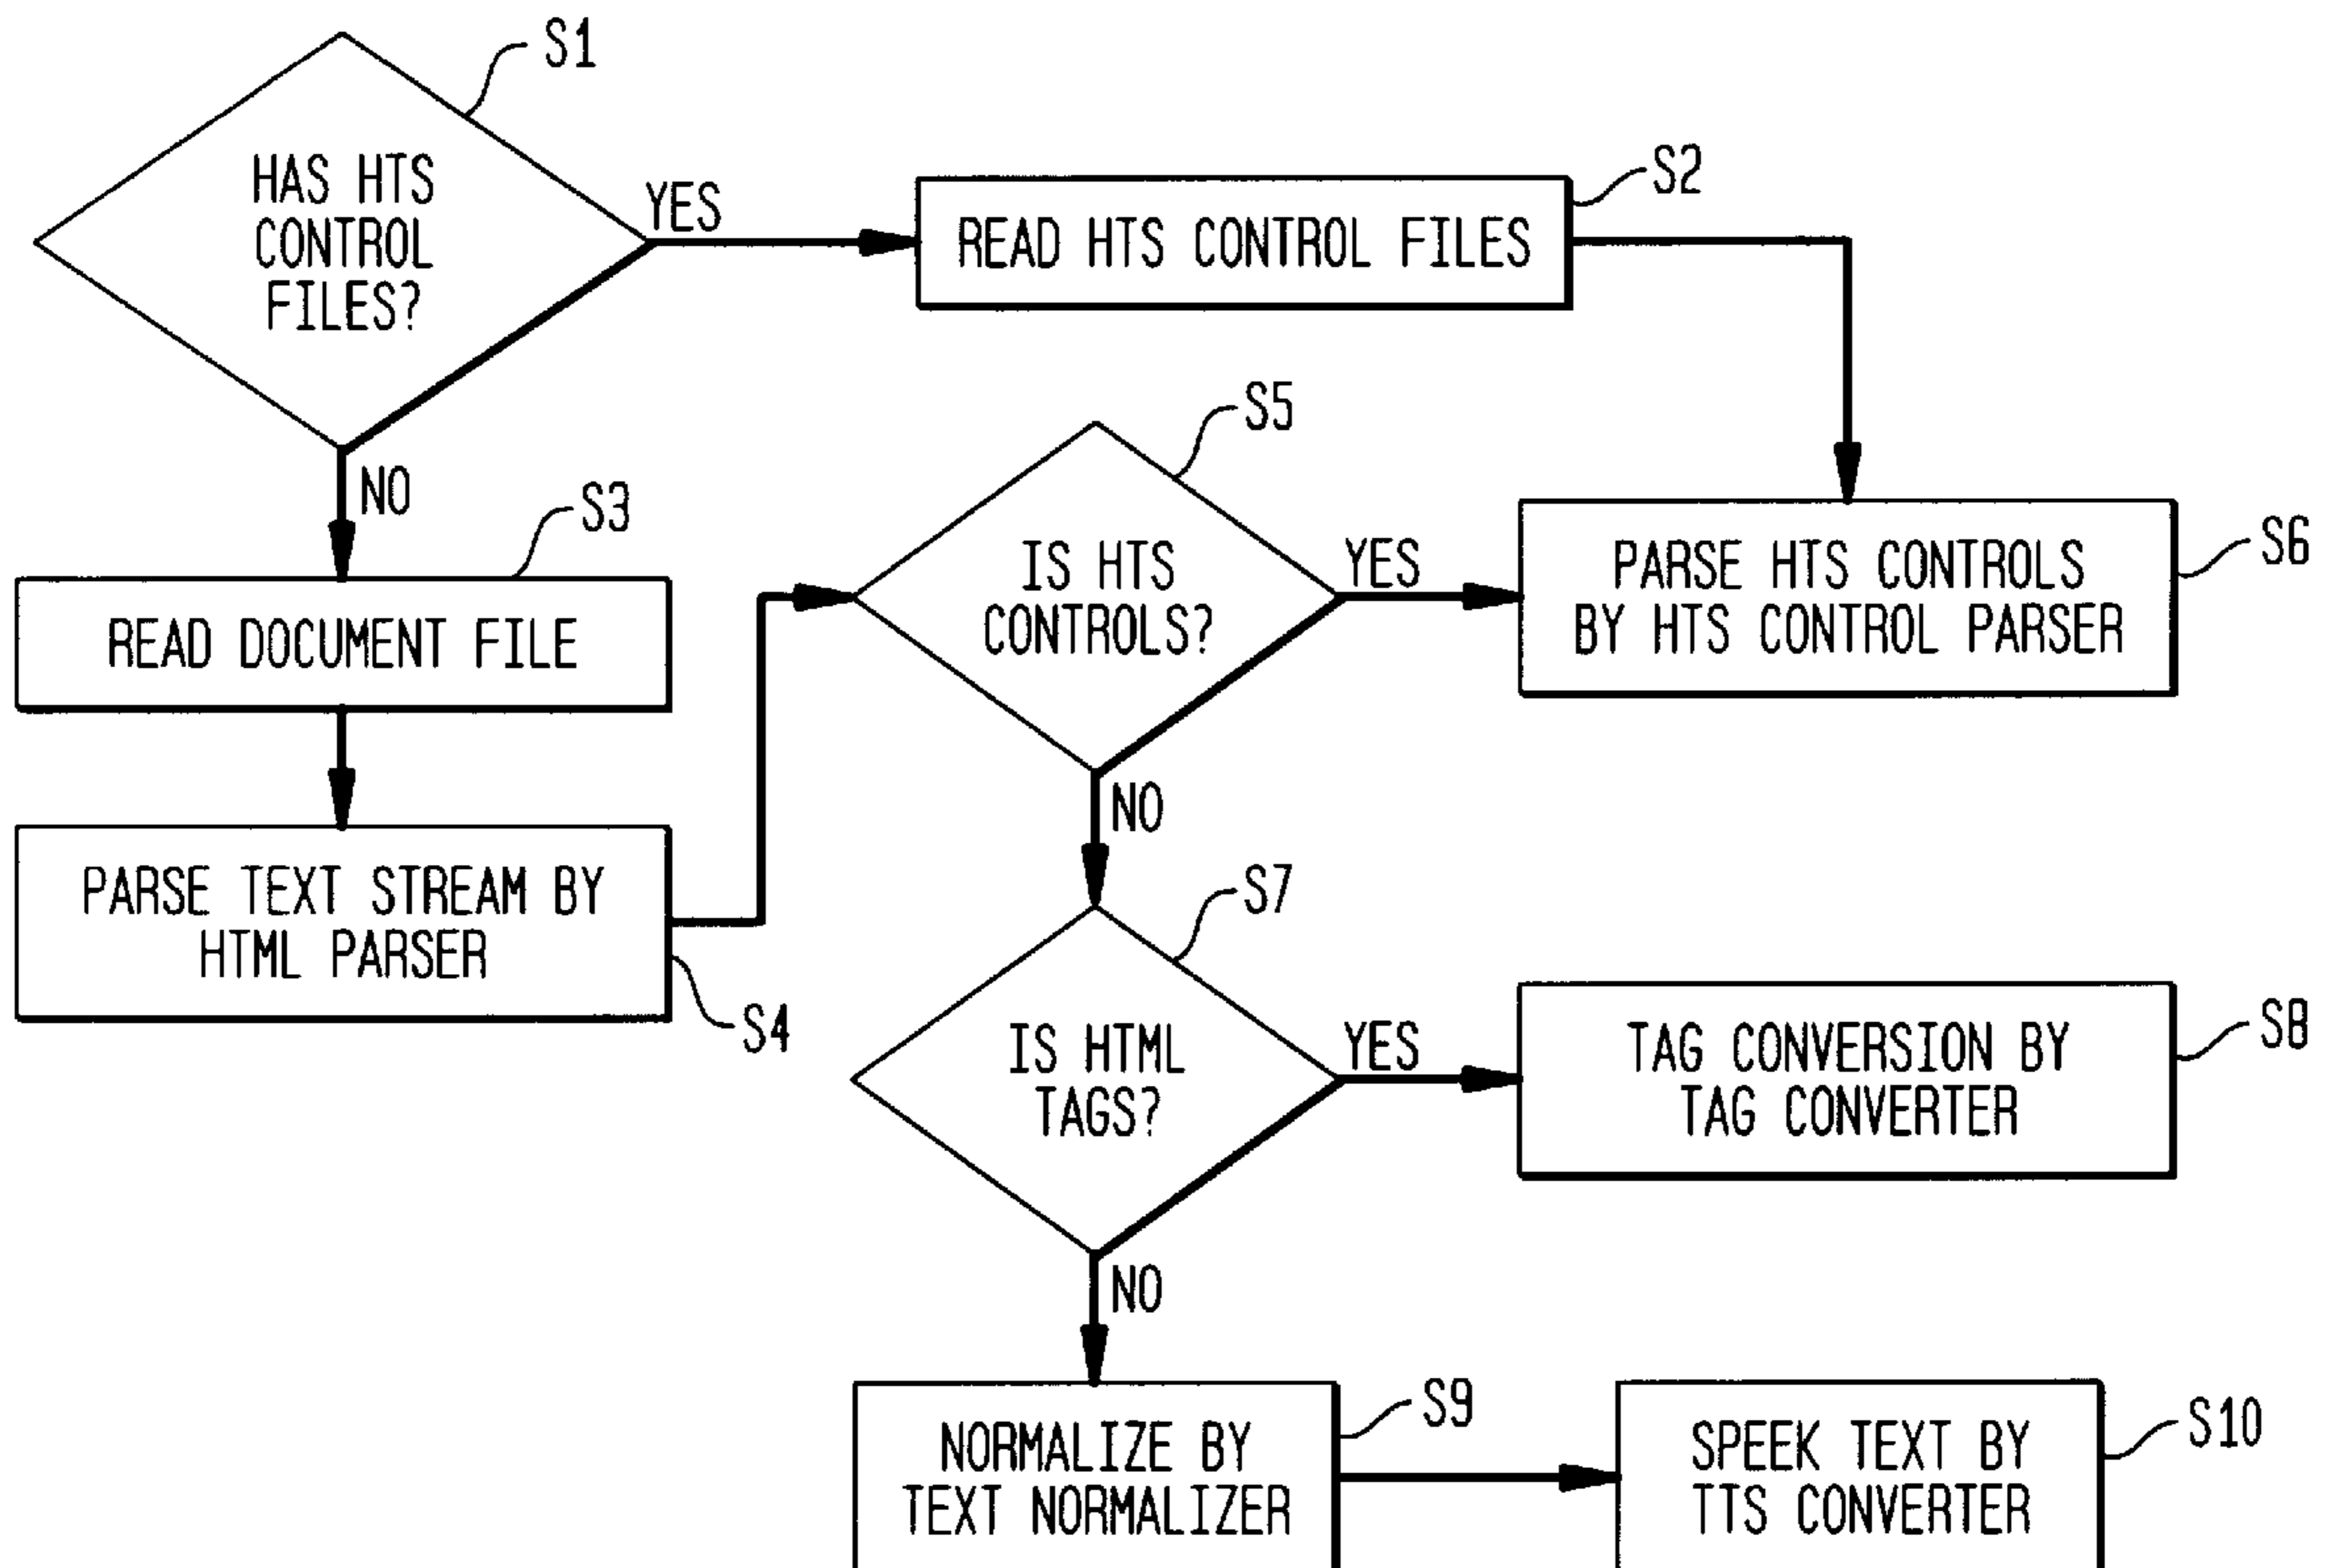 S1
HAS HTS
CONTROL
FILES?
YES
S2
READ HTS CONTROL FILES
NO
S3
READ DOCUMENT FILE
PARSE TEXT STREAM BY
HTML PARSER
S4
S5
IS HTS
CONTROLS?
YES
PARSE HTS CONTROLS
BY HTS CONTROL PARSER
S6
NO
S7
IS HTML
TAGS?
YES
TAG CONVERSION BY
TAG CONVERTER
S8
NO
NORMALIZE BY
TEXT NORMALIZER
S9
SPEEK TEXT BY
TTS CONVERTER
S10